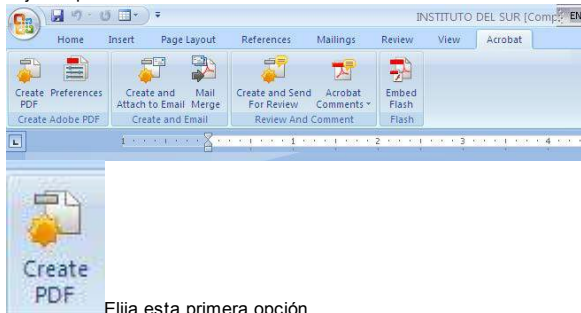 INSTITUTO DEL SUR [Comp EN
Home Insert Page Layout References Mailings Review View Acrobat
Create PDF Preferences Create and Attach to Email Mail Merge Create and Send For Review Acrobat Comments Embed Flash
Create Adobe PDF Create and Email Review And Comment Flash
L 1 1 2 3 4
Create
PDF
Elija esta primera opción